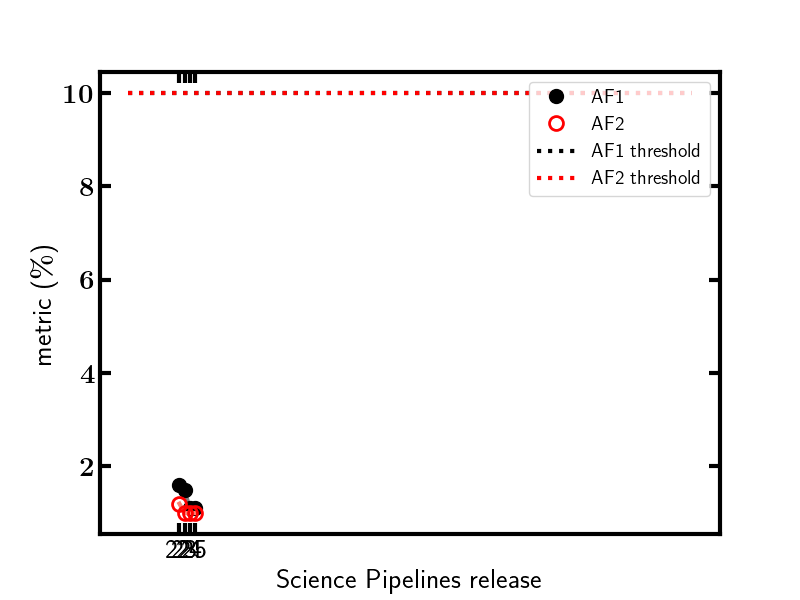 10
AF1
AF2
AF1 threshold
AF2 threshold
8
6
4
2
metric (%)
Science Pipelines release